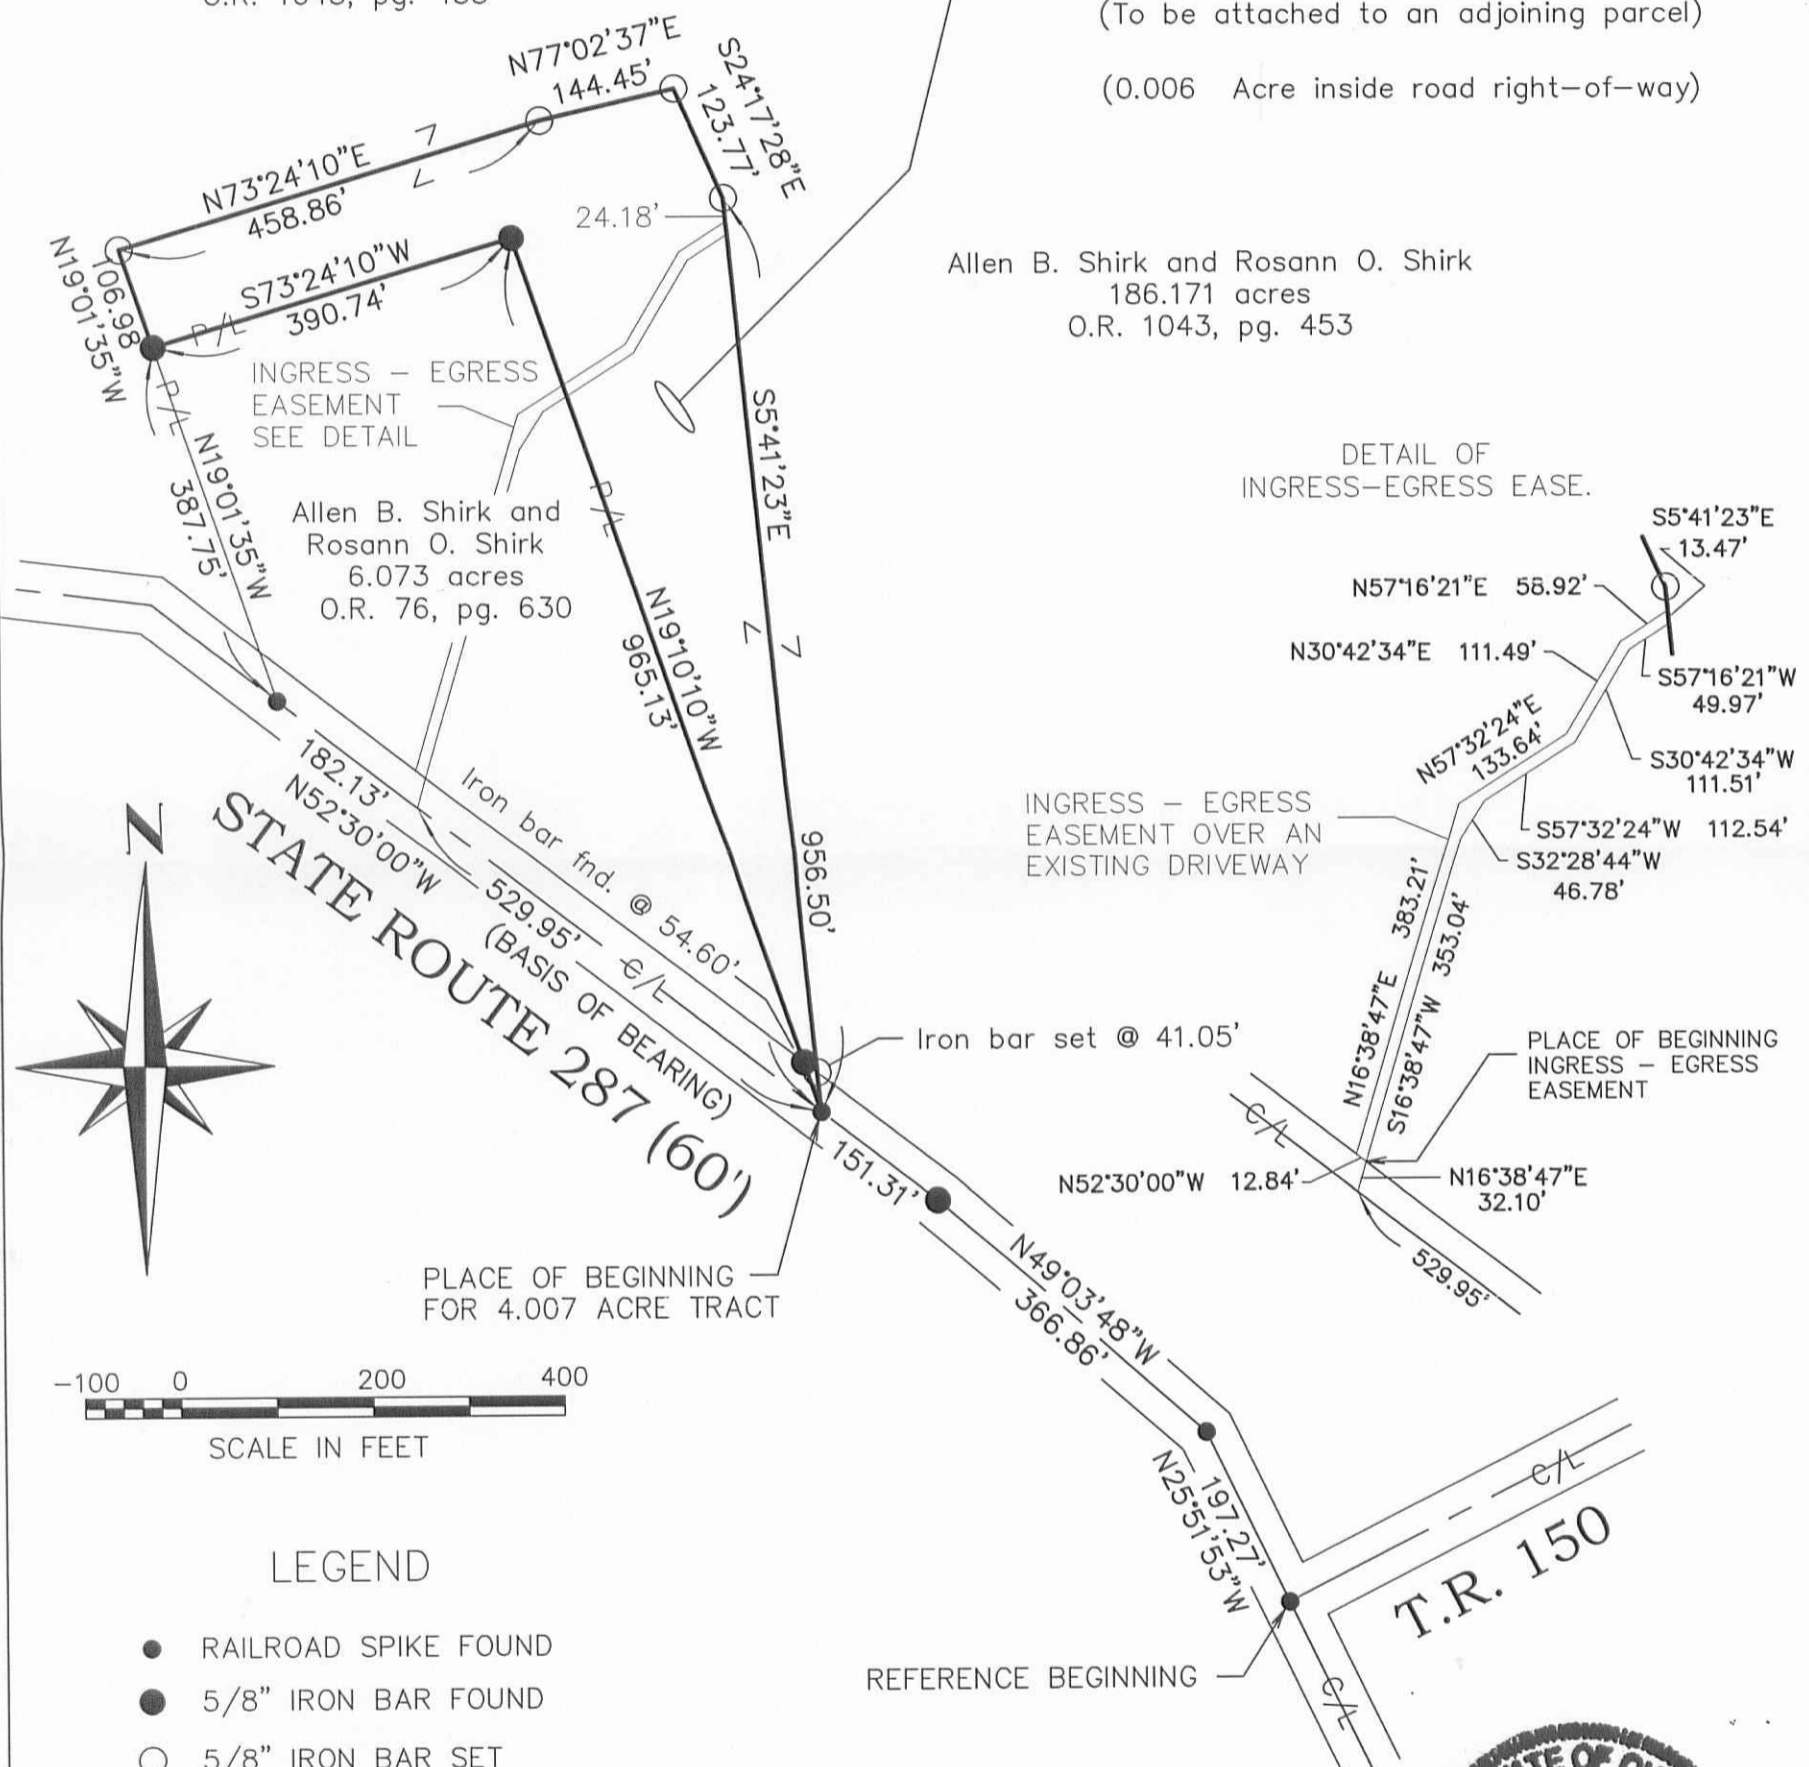 (To be attached to an adjoining parcel)
(0.006 Acre inside road right-of-way)
N77°02'37"E
144.45'
S24°17'28"E
123.77'
N73°24'10"E
458.86'
24.18'
N19°01'35"W
106.98
S73°24'10"W
390.74'
P/L
Allen B. Shirk and Rosann O. Shirk
186.171 acres
O.R. 1043, pg. 453
INGRESS - EGRESS
EASEMENT
SEE DETAIL
P/L
N19°01'35"W
387.75'
Allen B. Shirk and
Rosann O. Shirk
6.073 acres
O.R. 76, pg. 630
P/L
S5°41'23"E
956.50'
N19°10'10"W
965.13'
DETAIL OF
INGRESS-EGRESS EASE.
S5°41'23"E
13.47'
N57°16'21"E 58.92'
N30°42'34"E 111.49'
S57°16'21"W
49.97'
N57°32'24"E
133.64'
S30°42'34"W
111.51'
INGRESS - EGRESS
EASEMENT OVER AN
EXISTING DRIVEWAY
S57°32'24"W 112.54'
S32°28'44"W
46.78'
N16°38'47"E 383.21'
S16°38'47"W 353.04'
PLACE OF BEGINNING
INGRESS - EGRESS
EASEMENT
C/L
N52°30'00"W 12.84'
N16°38'47"E
32.10'
529.95'
N
182.13'
N52°30'00"W
Iron bar fnd. @ 54.60'
529.95'
(BASIS OF BEARING)
C/L
STATE ROUTE 287 (60')
Iron bar set @ 41.05'
151.31'
PLACE OF BEGINNING
FOR 4.007 ACRE TRACT
N49°03'48"W
366.86'
-100 0 200 400
SCALE IN FEET
197.27'
N25°51'53"W
C/L
T.R. 150
REFERENCE BEGINNING
C/L
LEGEND
RAILROAD SPIKE FOUND
5/8" IRON BAR FOUND
5/8" IRON BAR SET